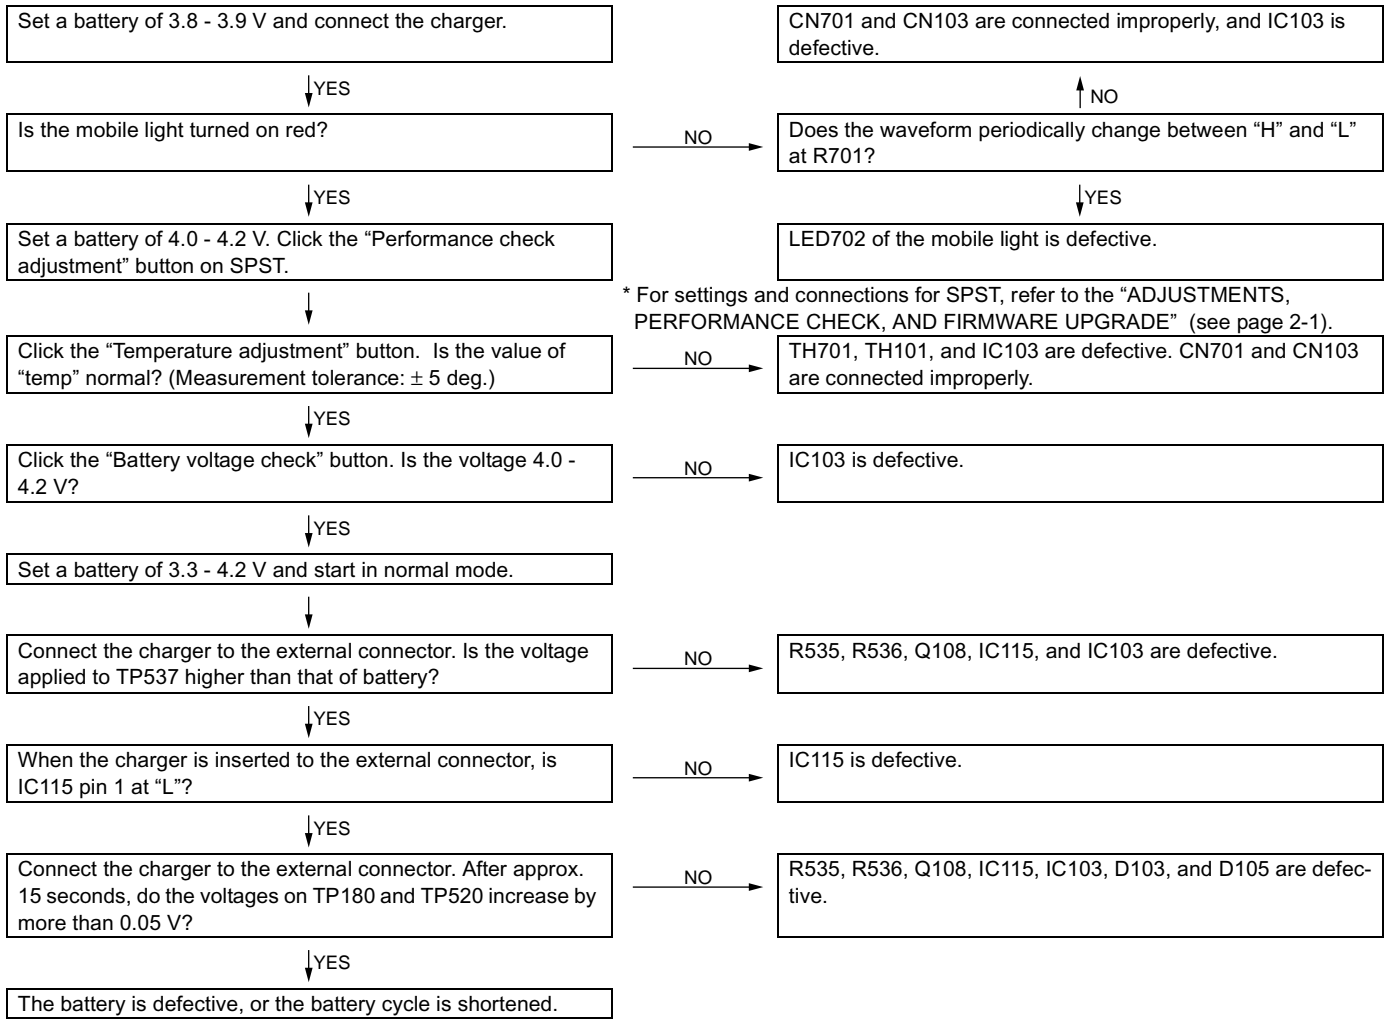 Set a battery of 3.8 - 3.9 V and connect the charger.
YES
Is the mobile light turned on red?
NO
Does the waveform periodically change between “H” and “L”
at R701?
NO
CN701 and CN103 are connected improperly, and IC103 is
defective.
YES
LED702 of the mobile light is defective.
YES
Set a battery of 4.0 - 4.2 V. Click the “Performance check
adjustment” button on SPST.
* For settings and connections for SPST, refer to the “ADJUSTMENTS,
PERFORMANCE CHECK, AND FIRMWARE UPGRADE” (see page 2-1).
Click the “Temperature adjustment” button. Is the value of
“temp” normal? (Measurement tolerance: ± 5 deg.)
NO
TH701, TH101, and IC103 are defective. CN701 and CN103
are connected improperly.
YES
Click the “Battery voltage check” button. Is the voltage 4.0 -
4.2 V?
NO
IC103 is defective.
YES
Set a battery of 3.3 - 4.2 V and start in normal mode.
Connect the charger to the external connector. Is the voltage
applied to TP537 higher than that of battery?
NO
R535, R536, Q108, IC115, and IC103 are defective.
YES
When the charger is inserted to the external connector, is
IC115 pin 1 at “L”?
NO
IC115 is defective.
YES
Connect the charger to the external connector. After approx.
15 seconds, do the voltages on TP180 and TP520 increase by
more than 0.05 V?
NO
R535, R536, Q108, IC115, IC103, D103, and D105 are defec-
tive.
YES
The battery is defective, or the battery cycle is shortened.